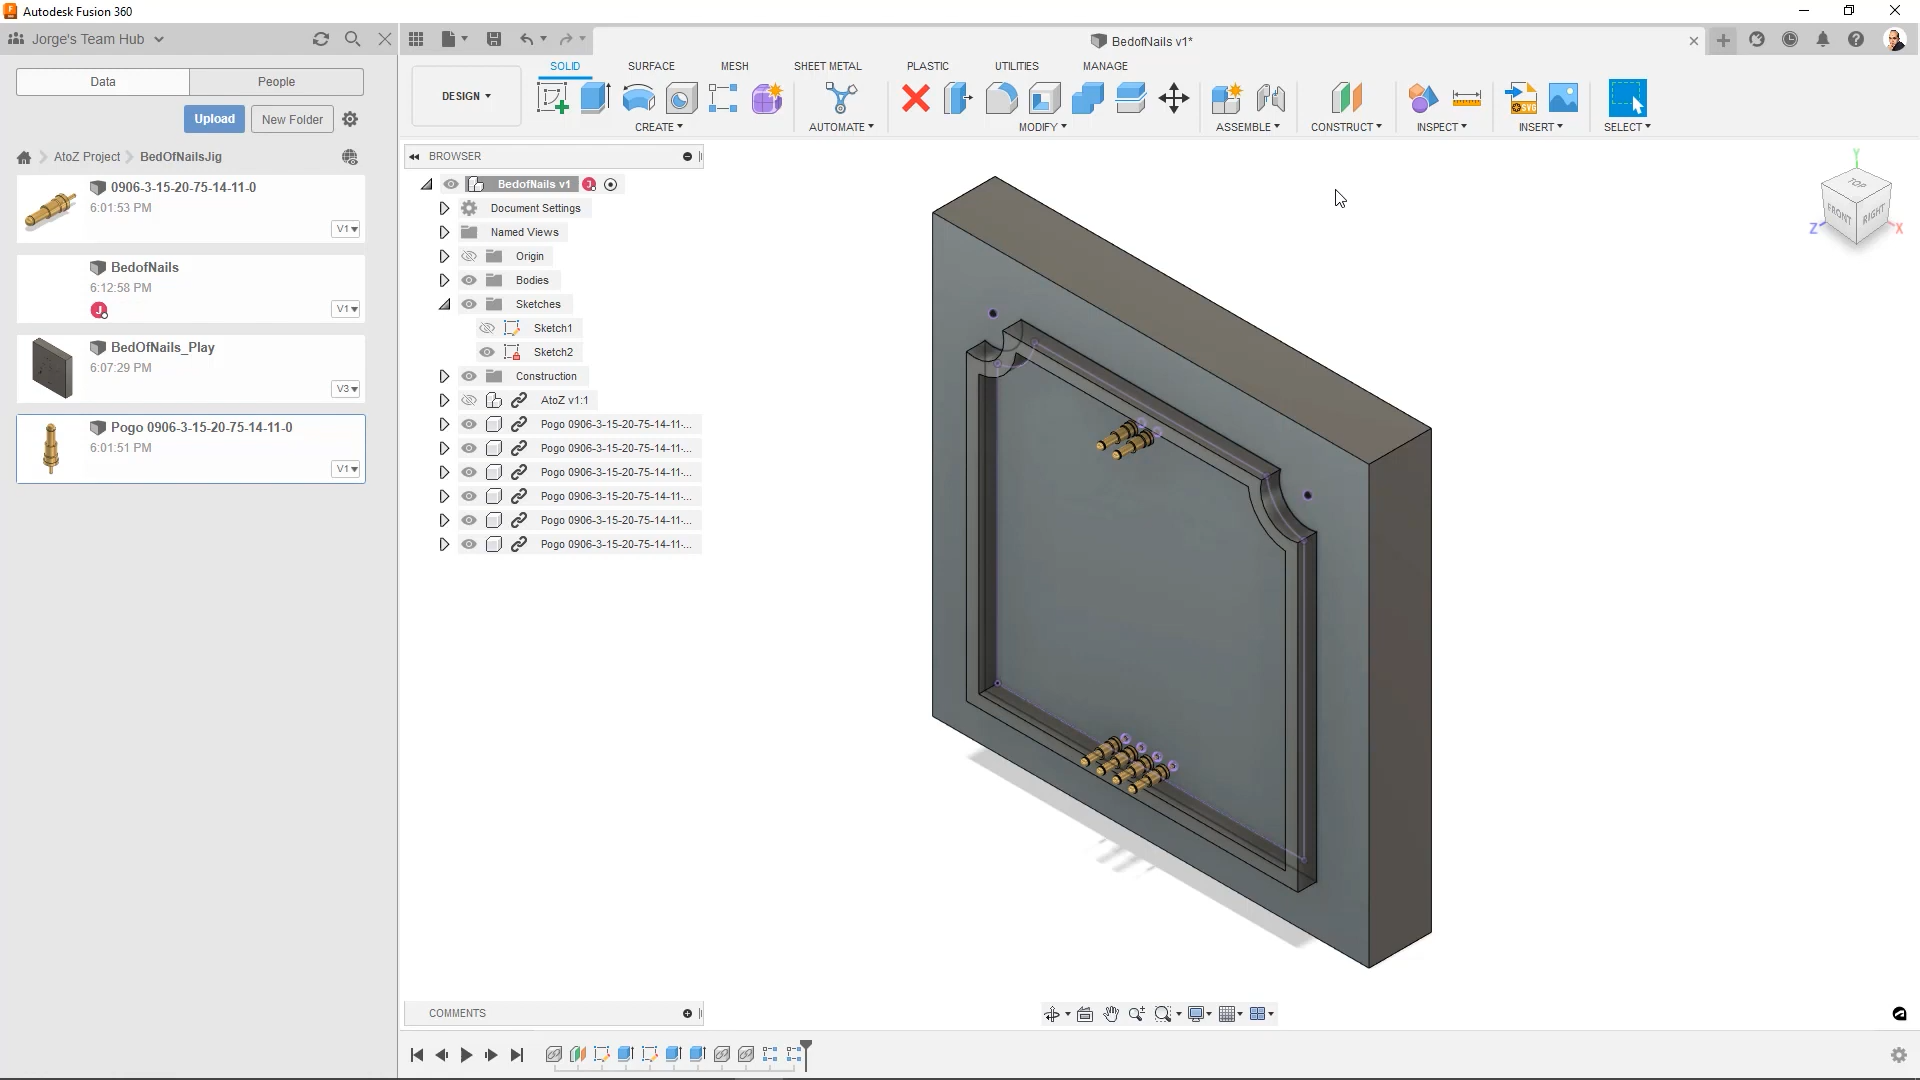 Autodesk Fusion 360
Jorge's Team Hub
BedofNails v1*
Data
People
Upload
New Folder
AtoZ Project
BedOfNailsJig
0906-3-15-20-75-14-11-0
6:01:53 PM
V1
BedofNails
6:12:58 PM
V1
BedOfNails_Play
6:07:29 PM
V3
Pogo 0906-3-15-20-75-14-11-0
6:01:51 PM
V1
SOLID
SURFACE
MESH
SHEET METAL
PLASTIC
UTILITIES
MANAGE
DESIGN
CREATE
AUTOMATE
MODIFY
ASSEMBLE
CONSTRUCT
INSPECT
INSERT
SELECT
BROWSER
BedofNails v1
Document Settings
Named Views
Origin
Bodies
Sketches
Sketch1
Sketch2
Construction
AtoZ v1:1
Pogo 0906-3-15-20-75-14-11-...
Pogo 0906-3-15-20-75-14-11-...
Pogo 0906-3-15-20-75-14-11-...
Pogo 0906-3-15-20-75-14-11-...
Pogo 0906-3-15-20-75-14-11-...
Pogo 0906-3-15-20-75-14-11-...
Y
TOP
FRONT
RIGHT
Z
X
COMMENTS